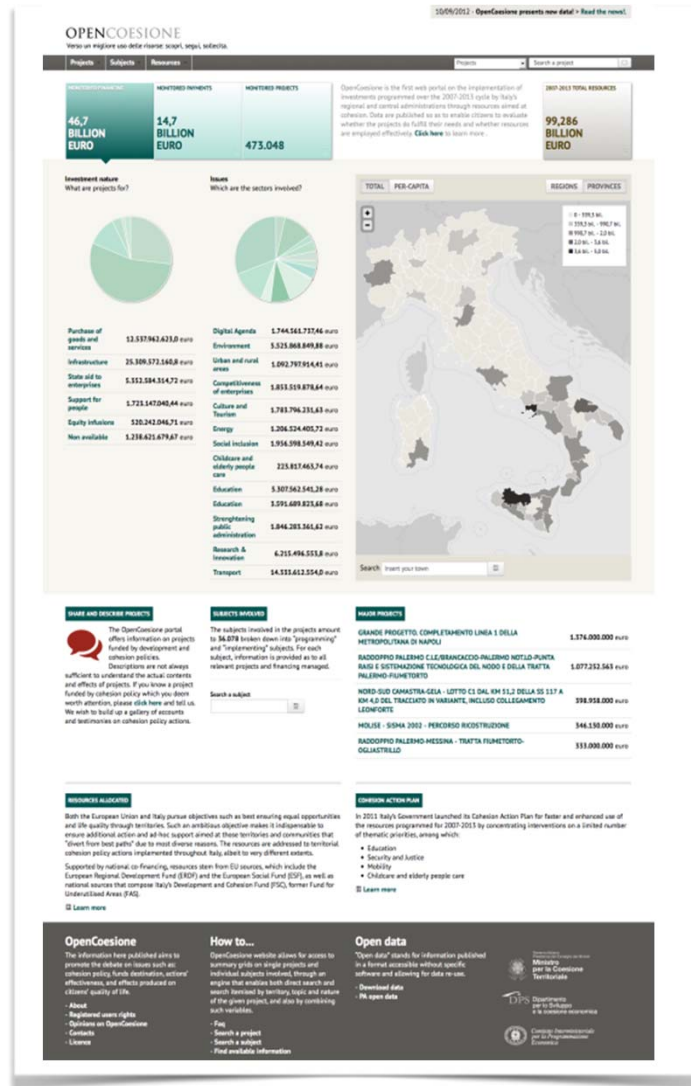 10/09/2012 - OpenCoesione presents new data! > Read the news!.
OPENCOESIONE
Verso un migliore uso delle risorse: scopri, segui, sollecita.
Projects Subjects Resources
Projects Search a project
MONITORED PAYMENTS MONITORED PROJECTS
46,7
BILLION
EURO
14,7
BILLION
EURO
473.048
OpenCoesione is the first web portal on the implementation of
investments programmed over the 2007-2013 cycle by Italy's
regional and central administrations through resources aimed at
cohesion. Data are published so as to enable citizens to evaluate
whether the projects do fulfil their needs and whether resources
are employed effectively. Click here to learn more .
2007-2013 TOTAL RESOURCES
99,286
BILLION
EURO
Investment nature
What are projects for?
Issues
Which are the sectors involved?
TOTAL PER-CAPITA
REGIONS PROVINCES
+
-
Purchase of
goods and
services
12.537.962.623,0 euro
Infrastructure 25.309.572.160,8 euro
State aid to
enterprises
5.352.584.314,72 euro
Support for
people
1.723.147.040,44 euro
Equity infusions 520.242.046,71 euro
Non available 1.238.621.679,67 euro
Digital Agenda 1.744.561.737,46 euro
Environment 5.525.868.849,88 euro
Urban and rural
areas
1.092.797.914,41 euro
Competitiveness
of enterprises
1.853.519.878,64 euro
Culture and
Tourism
1.783.796.231,63 euro
Energy 1.206.524.405,72 euro
Social inclusion 1.956.598.549,42 euro
Childcare and
elderly people
care
223.817.463,74 euro
Education 5.307.562.541,28 euro
Education 3.591.689.823,68 euro
Strenghtening
public
administration
1.846.283.361,62 euro
Research &
innovation
6.215.496.553,8 euro
Transport 14.333.612.554,0 euro
Search Insert your town
SHARE AND DESCRIBE PROJECTS
The OpenCoesione portal
offers information on projects
funded by development and
cohesion policies.
Descriptions are not always
sufficient to understand the actual contents
and effects of projects. If you know a project
funded by cohesion policy which you deem
worth attention, please click here and tell us.
We wish to build up a gallery of accounts
and testimonies on cohesion policy actions.
SUBJECTS INVOLVED
The subjects involved in the projects amount
to 36.078 broken down into "programming"
and "implementing" subjects. For each
subject, information is provided as to all
relevant projects and financing managed.
Search a subject
MAJOR PROJECTS
GRANDE PROGETTO. COMPLETAMENTO LINEA 1 DELLA
METROPOLITANA DI NAPOLI
1.376.000.000 euro
RADDOPPIO PALERMO C.LE/BRANCACCIO-PALERMO NOT.LO-PUNTA
RAISI E SISTEMAZIONE TECNOLOGICA DEL NODO E DELLA TRATTA
PALERMO-FIUMETORTO
1.077.252.563 euro
NORD-SUD CAMASTRA-GELA - LOTTO C1 DAL KM 51,2 DELLA SS 117 A
KM 4,0 DEL TRACCIATO IN VARIANTE, INCLUSO COLLEGAMENTO
LEONFORTE
398.958.000 euro
MOLISE - SISMA 2002 - PERCORSO RICOSTRUZIONE 346.150.000 euro
RADDOPPIO PALERMO-MESSINA - TRATTA FIUMETORTO-
OGLIASTRILLO
333.000.000 euro
RESOURCES ALLOCATED
Both the European Union and Italy pursue objectives such as best ensuring equal opportunities
and life quality through territories. Such an ambitious objective makes it indispensable to
ensure additional action and ad-hoc support aimed at those territories and communities that
"divert from best paths" due to most diverse reasons. The resources are addressed to territorial
cohesion policy actions implemented throughout Italy, albeit to very different extents.
Supported by national co-financing, resources stem from EU sources, which include the
European Regional Development Fund (ERDF) and the European Social Fund (ESF), as well as
national sources that compose Italy's Development and Cohesion Fund (FSC), former Fund for
Underutilised Areas (FAS).
Learn more
COHESION ACTION PLAN
In 2011 Italy's Government launched its Cohesion Action Plan for faster and enhanced use of
the resources programmed for 2007-2013 by concentrating interventions on a limited number
of thematic priorities, among which:
• Education
• Security and Justice
• Mobility
• Childcare and elderly people care
Learn more
OpenCoesione
The information here published aims to
promote the debate on issues such as:
cohesion policy, funds destination, actions'
effectiveness, and effects produced on
citizens' quality of life.
- About
- Registered users rights
- Opinions on OpenCoesione
- Contacts
- Licence
How to...
OpenCoesione website allows for access to
summary grids on single projects and
individual subjects involved, through an
engine that enables both direct search and
search itemised by territory, topic and nature
of the given project, and also by combining
such variables.
- Faq
- Search a project
- Search a subject
- Find available information
Open data
"Open data" stands for information published
in a format accessible without specific
software and allowing for data re-use.
- Download data
- PA open data
Ministro
per la Coesione
Territoriale
DPS Dipartimento
per lo Sviluppo
e la coesione economica
Comitato Interministeriale
per la Programmazione
Economica